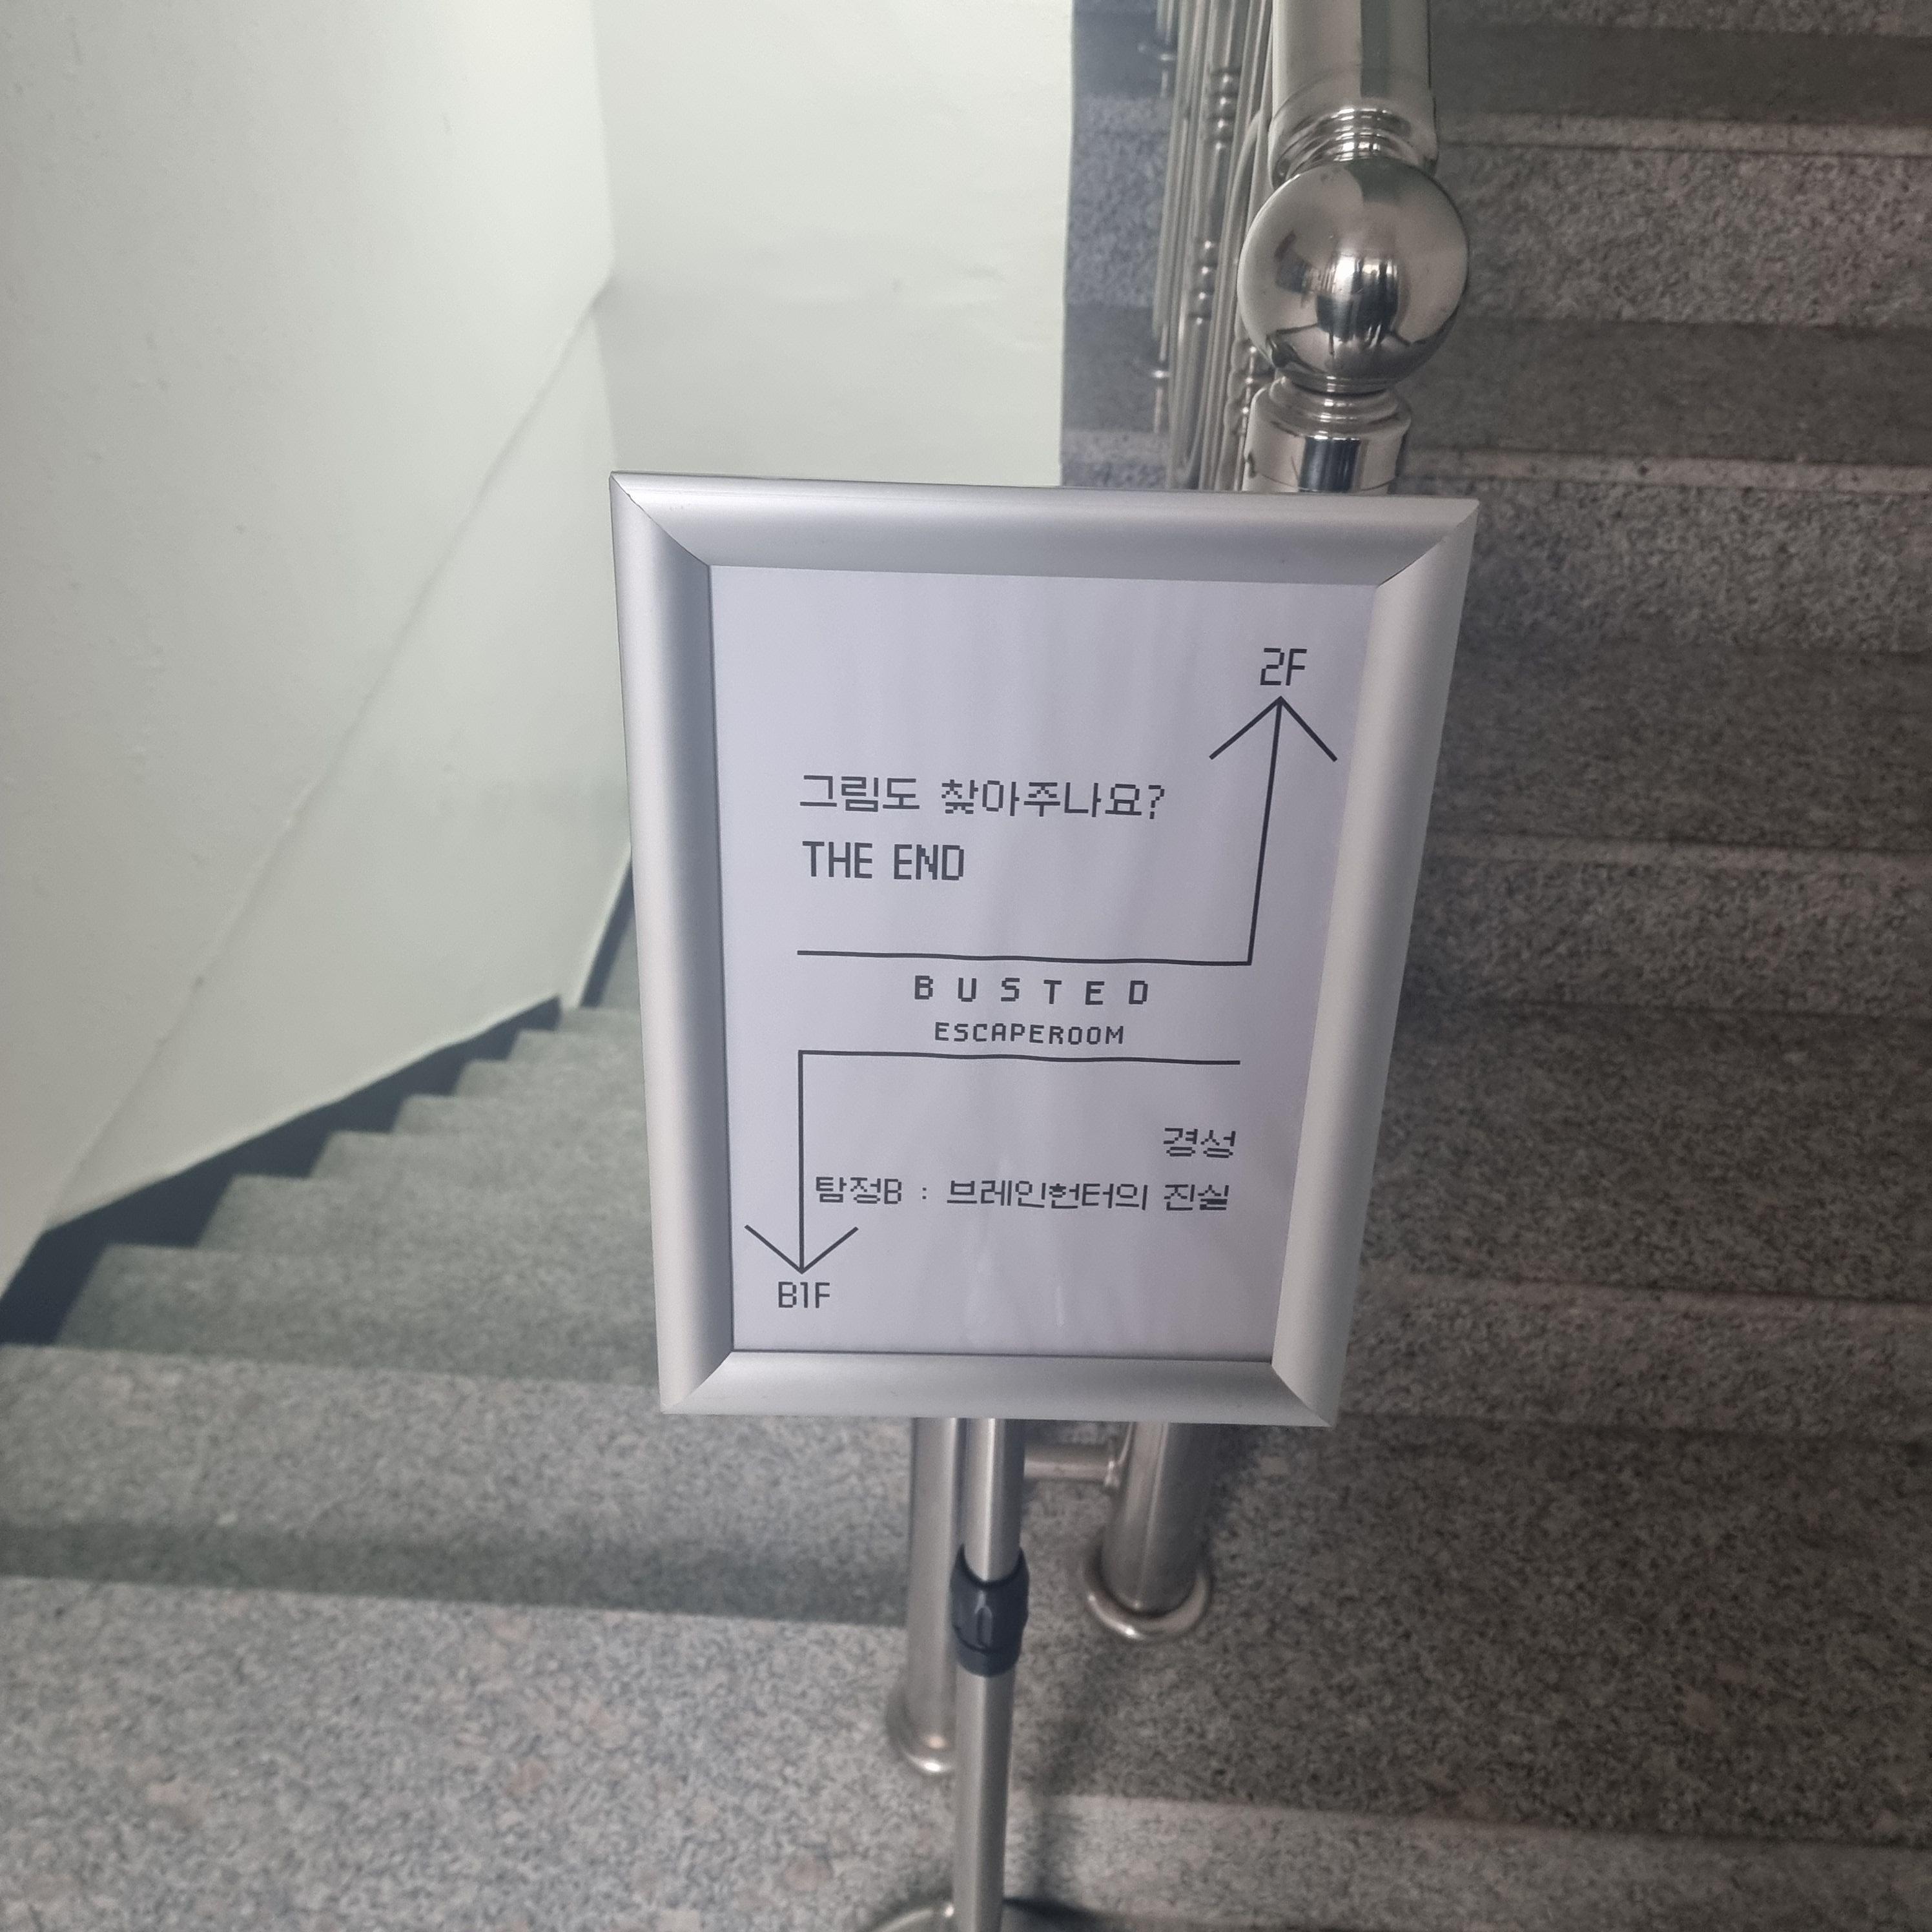 2F
그림도 찾아주나요?
THE END
BUSTED
ESCAPEROOM
경성
탐정B : 브레인헌터의 진실
B1F